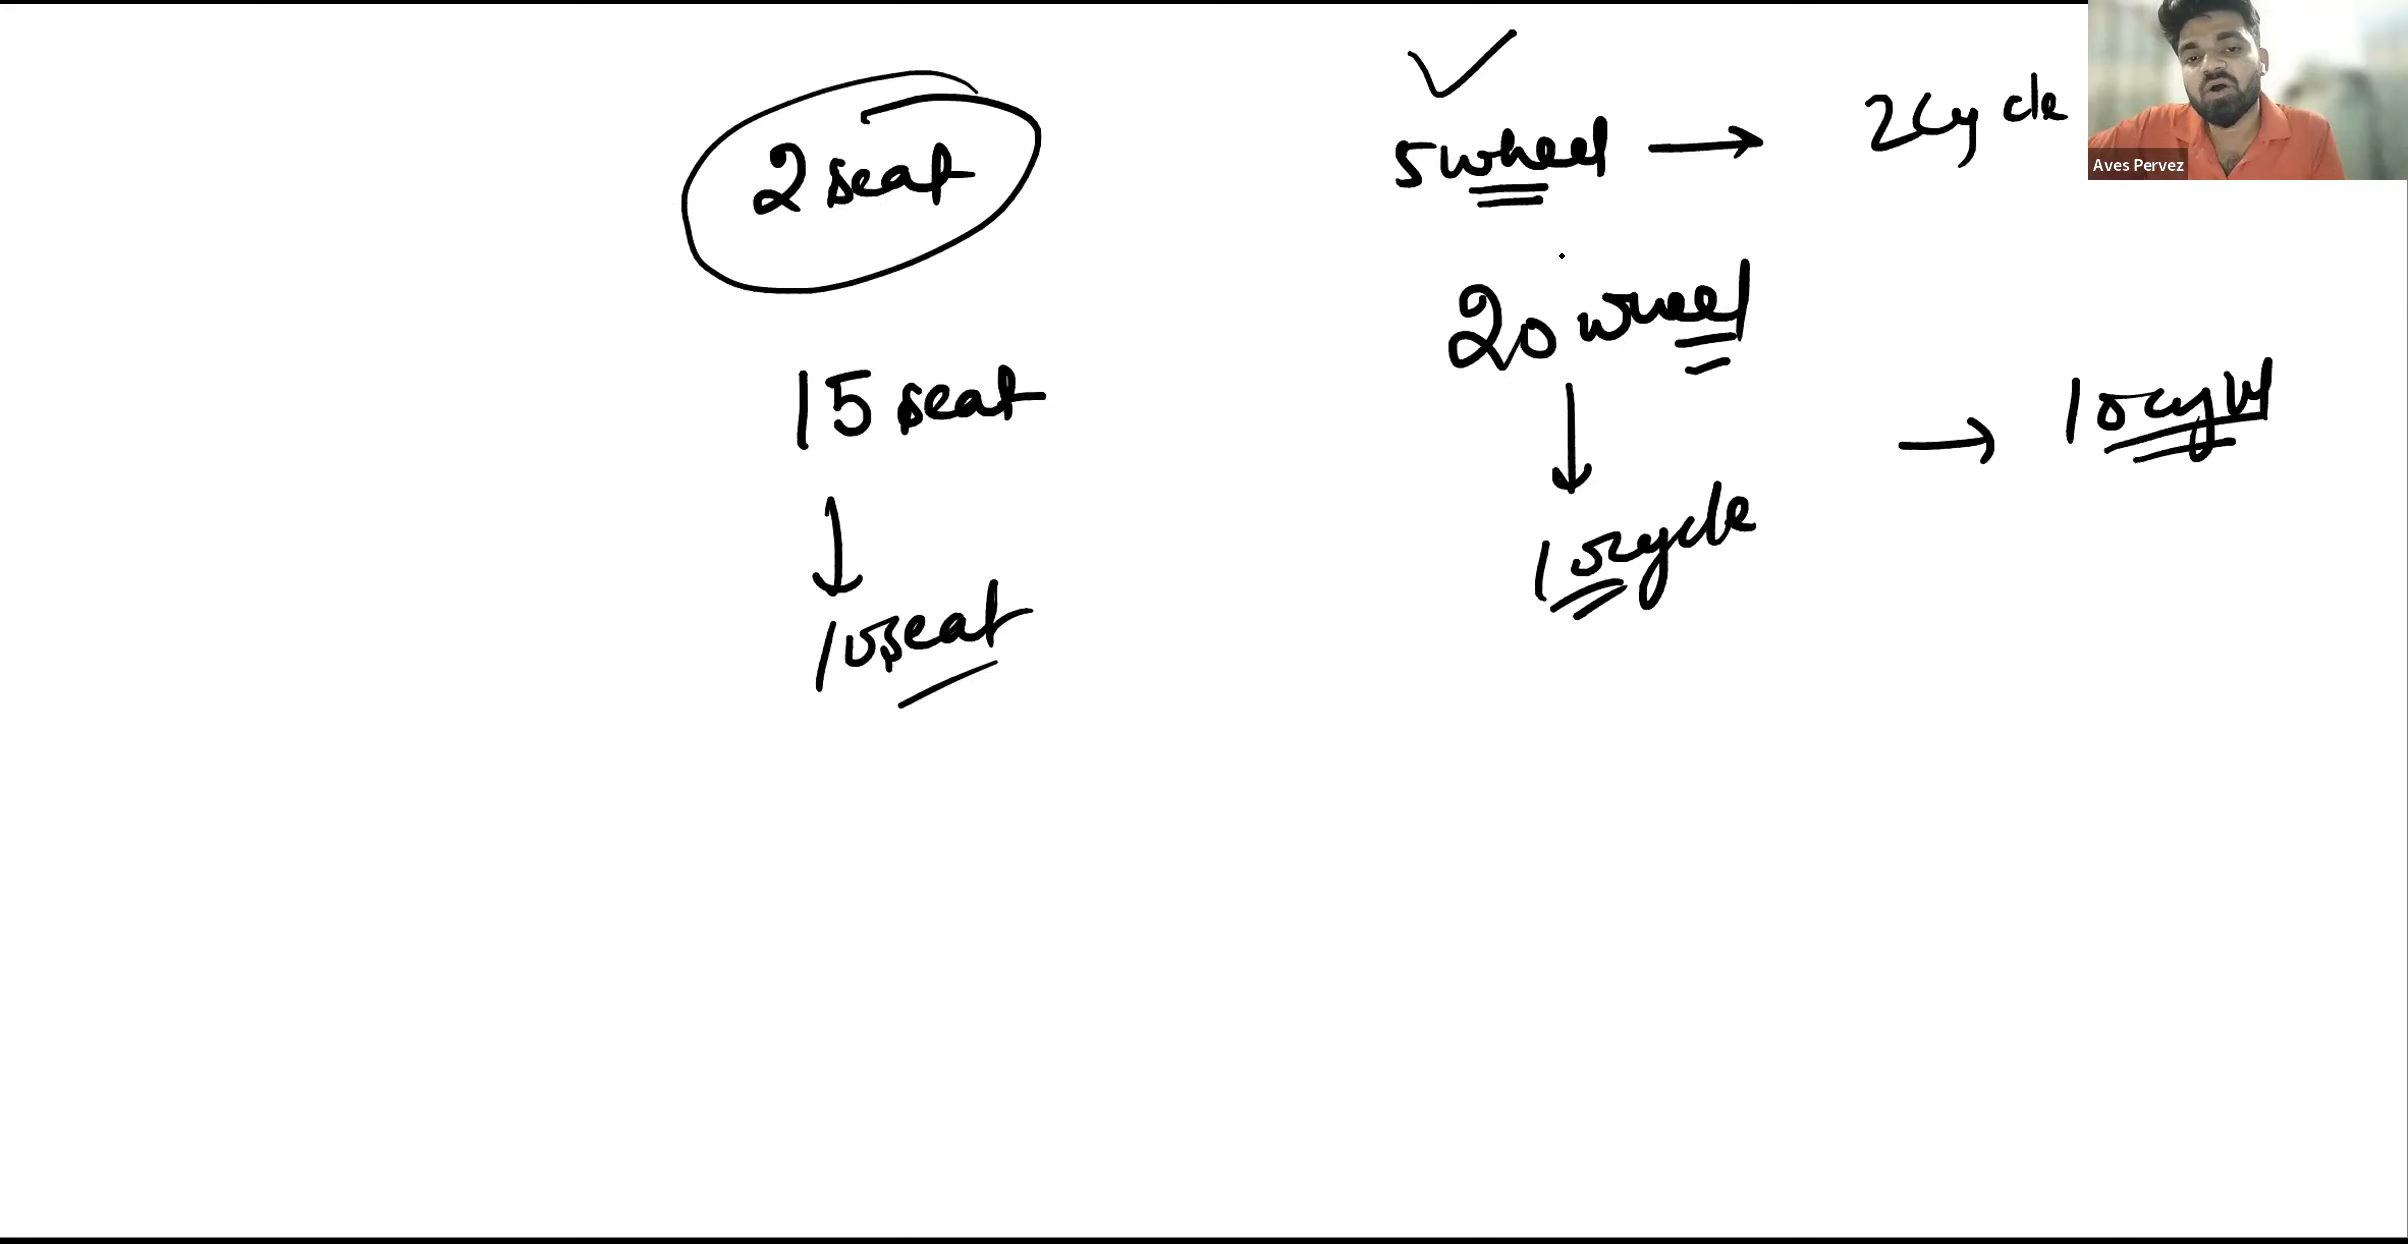 2 seat
5 wheel → 2 Cycle
Aves Pervez
20 wheel
15 seat
→ 10 cycle
10 cycle
10 seat